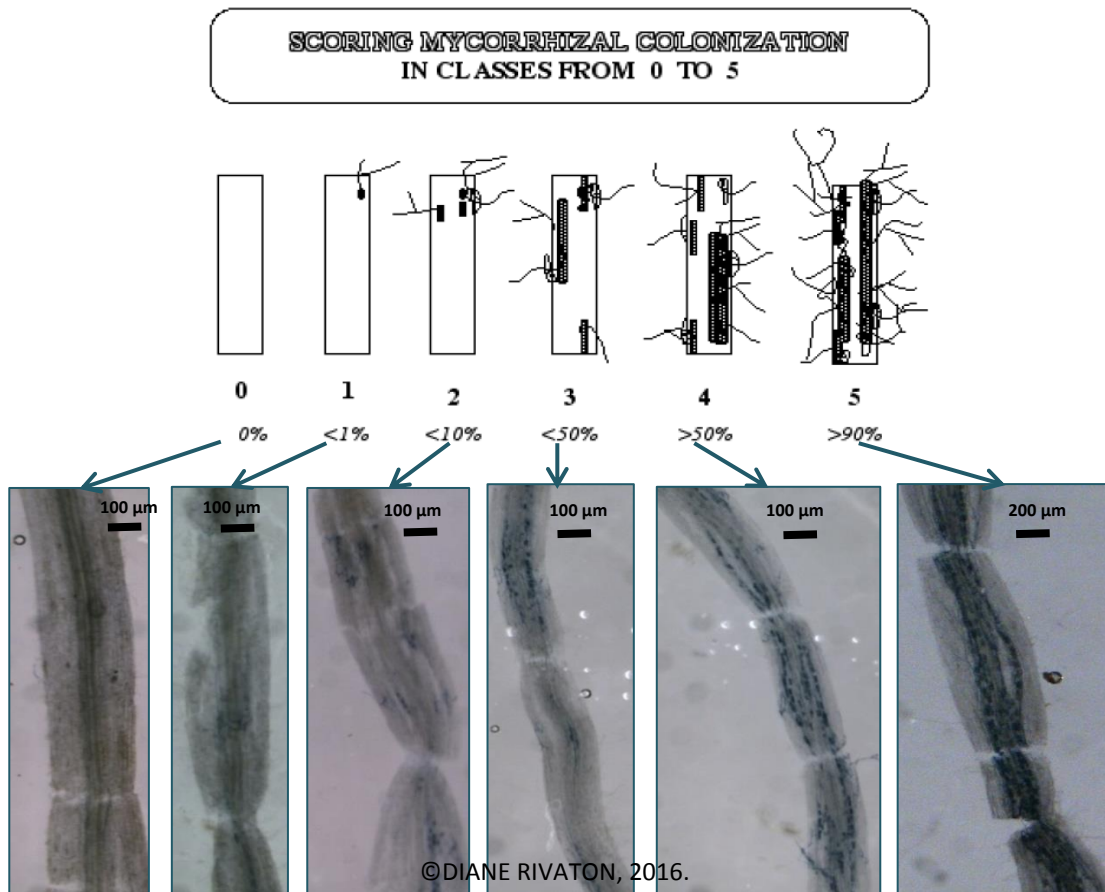 SCORING MYCORRHIZAL COLONIZATION
IN CLASSES FROM 0 TO 5
0 1 2 3 4 5
0% <1% <10% <50% >50% >90%
100 µm 100 µm 100 µm 100 µm 100 µm 200 µm
©DIANE RIVATON, 2016.